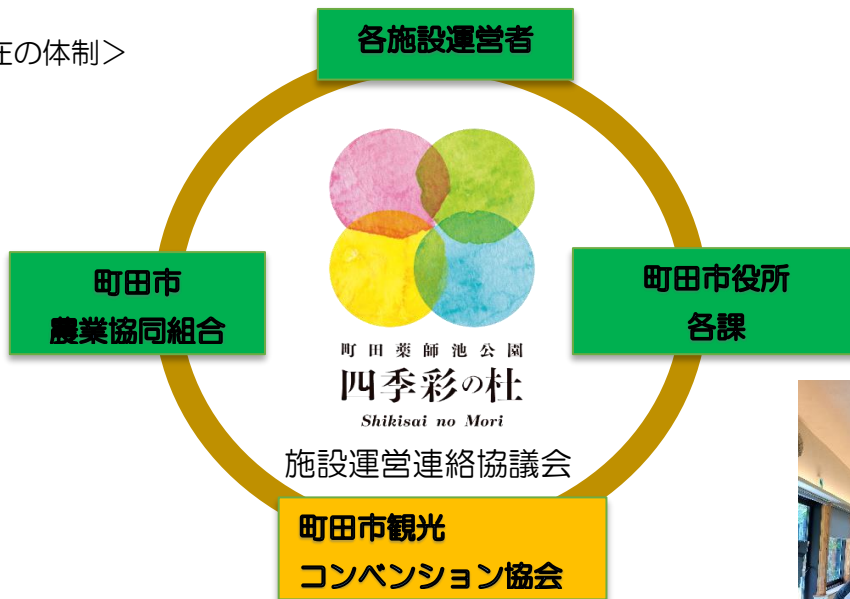 在の体制＞
各施設運営者
町田市
農業協同組合
町田市役所
各課
町田薬師池公園
四季彩の杜
Shikisai no Mori
施設運営連絡協議会
町田市観光
コンベンション協会